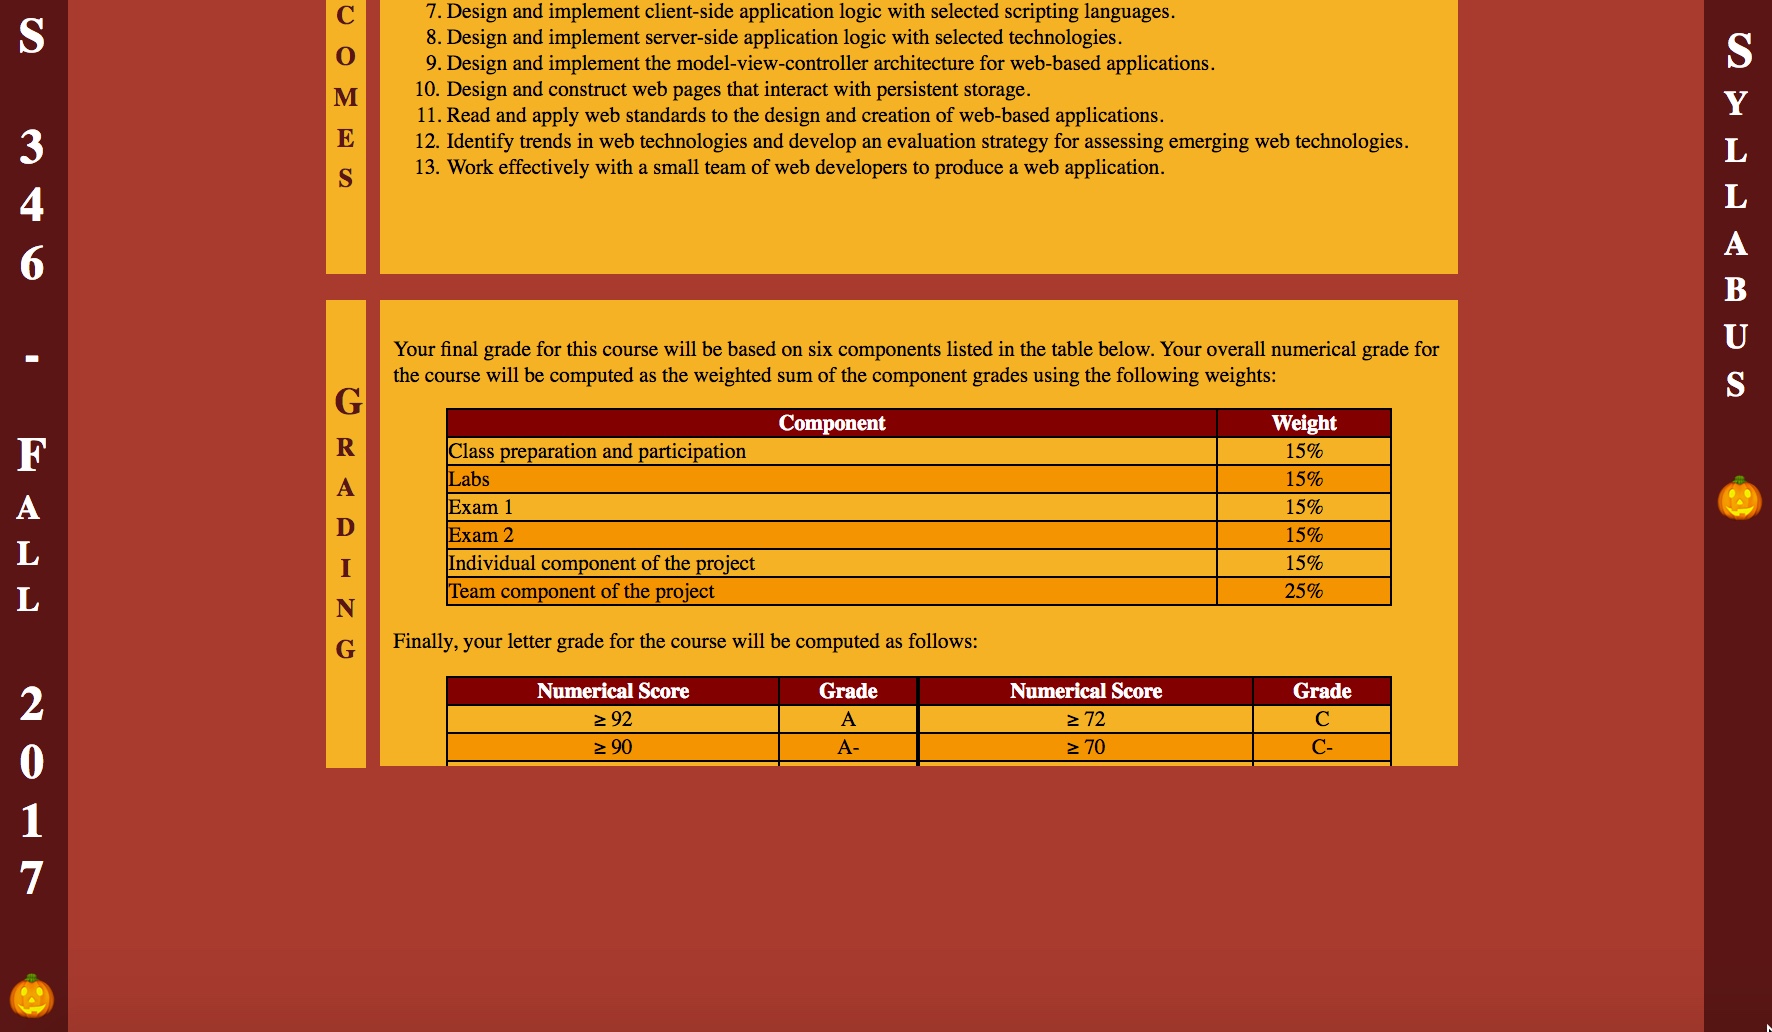 S 346 - FALL 2017
COMES
7. Design and implement client-side application logic with selected scripting languages.
8. Design and implement server-side application logic with selected technologies.
9. Design and implement the model-view-controller architecture for web-based applications.
10. Design and construct web pages that interact with persistent storage.
11. Read and apply web standards to the design and creation of web-based applications.
12. Identify trends in web technologies and develop an evaluation strategy for assessing emerging web technologies.
13. Work effectively with a small team of web developers to produce a web application.
GRADING
Your final grade for this course will be based on six components listed in the table below. Your overall numerical grade for
the course will be computed as the weighted sum of the component grades using the following weights:
Component Weight
Class preparation and participation 15%
Labs 15%
Exam 1 15%
Exam 2 15%
Individual component of the project 15%
Team component of the project 25%
Finally, your letter grade for the course will be computed as follows:
Numerical Score Grade Numerical Score Grade
≥ 92 A ≥ 72 C
≥ 90 A- ≥ 70 C-
SYLLABUS